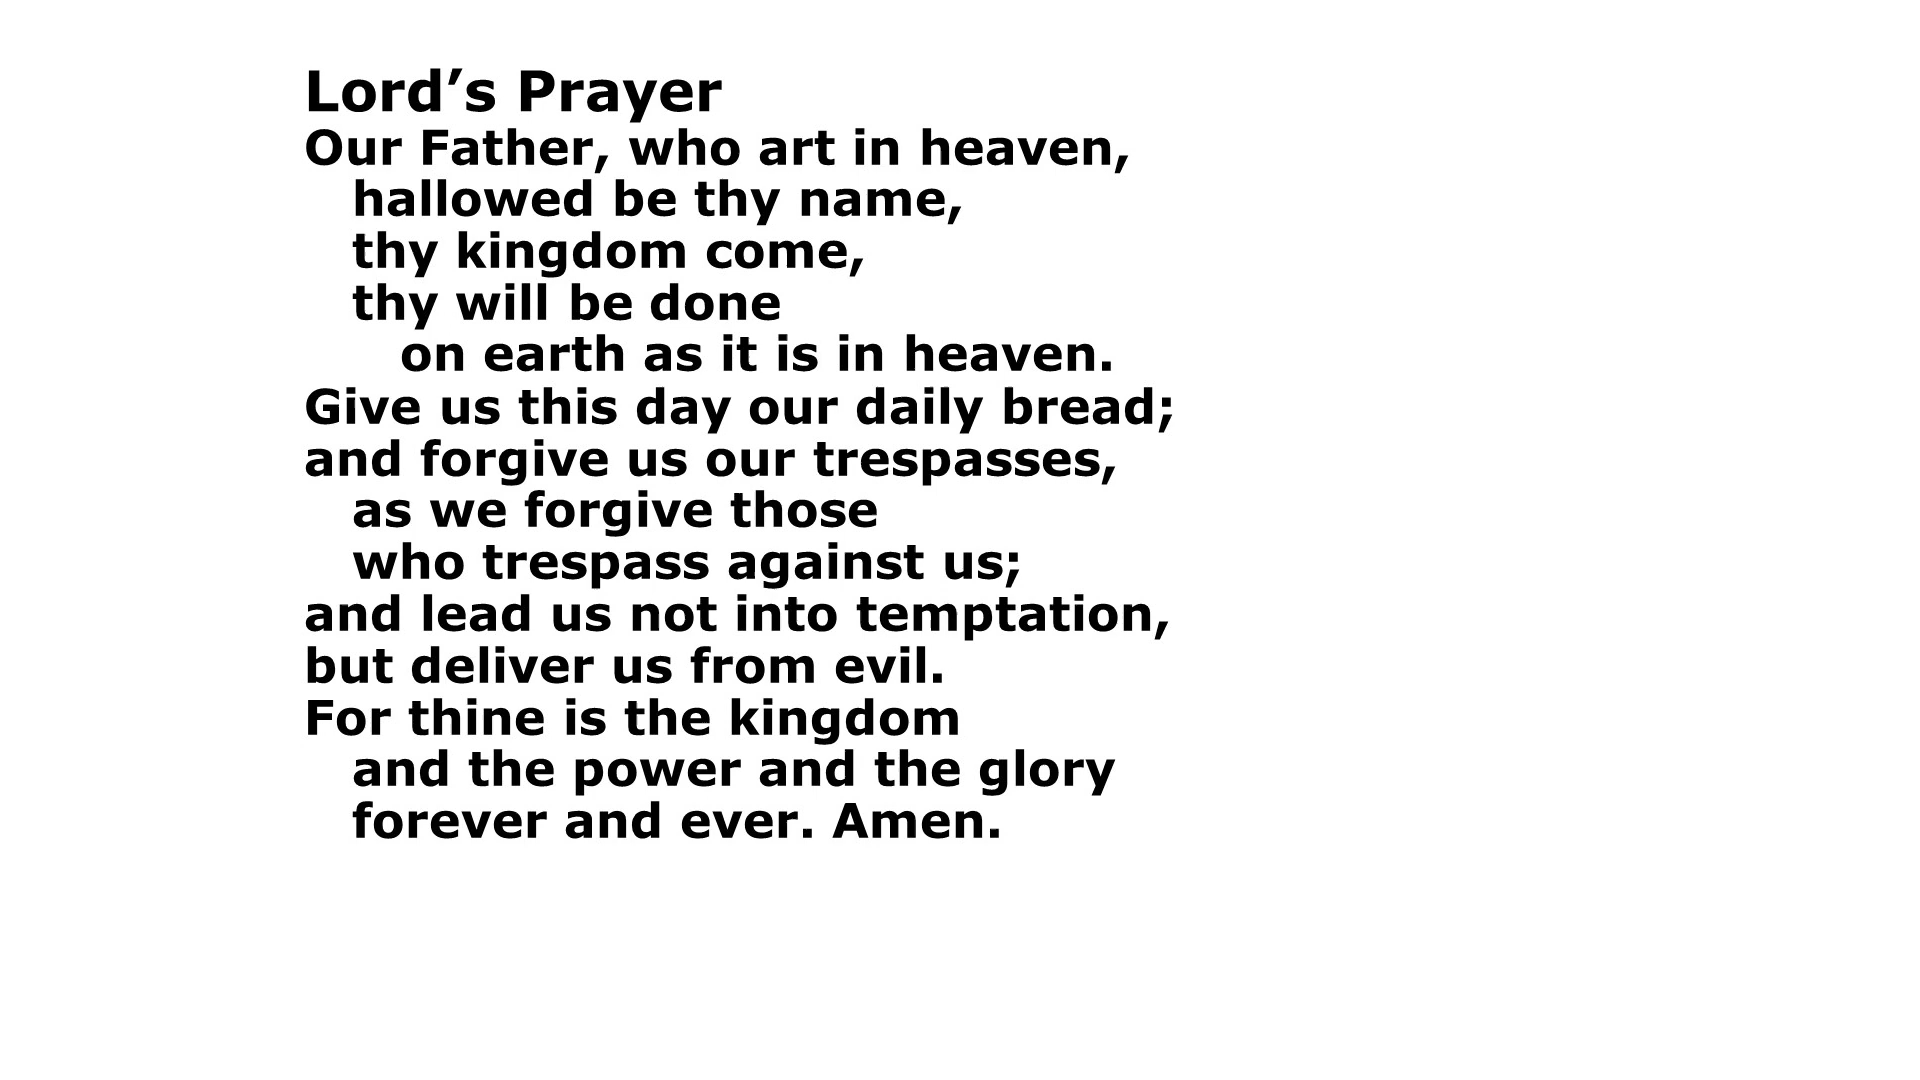 Lord’s Prayer
Our Father, who art in heaven,
hallowed be thy name,
thy kingdom come,
thy will be done
on earth as it is in heaven.
Give us this day our daily bread;
and forgive us our trespasses,
as we forgive those
who trespass against us;
and lead us not into temptation,
but deliver us from evil.
For thine is the kingdom
and the power and the glory
forever and ever. Amen.